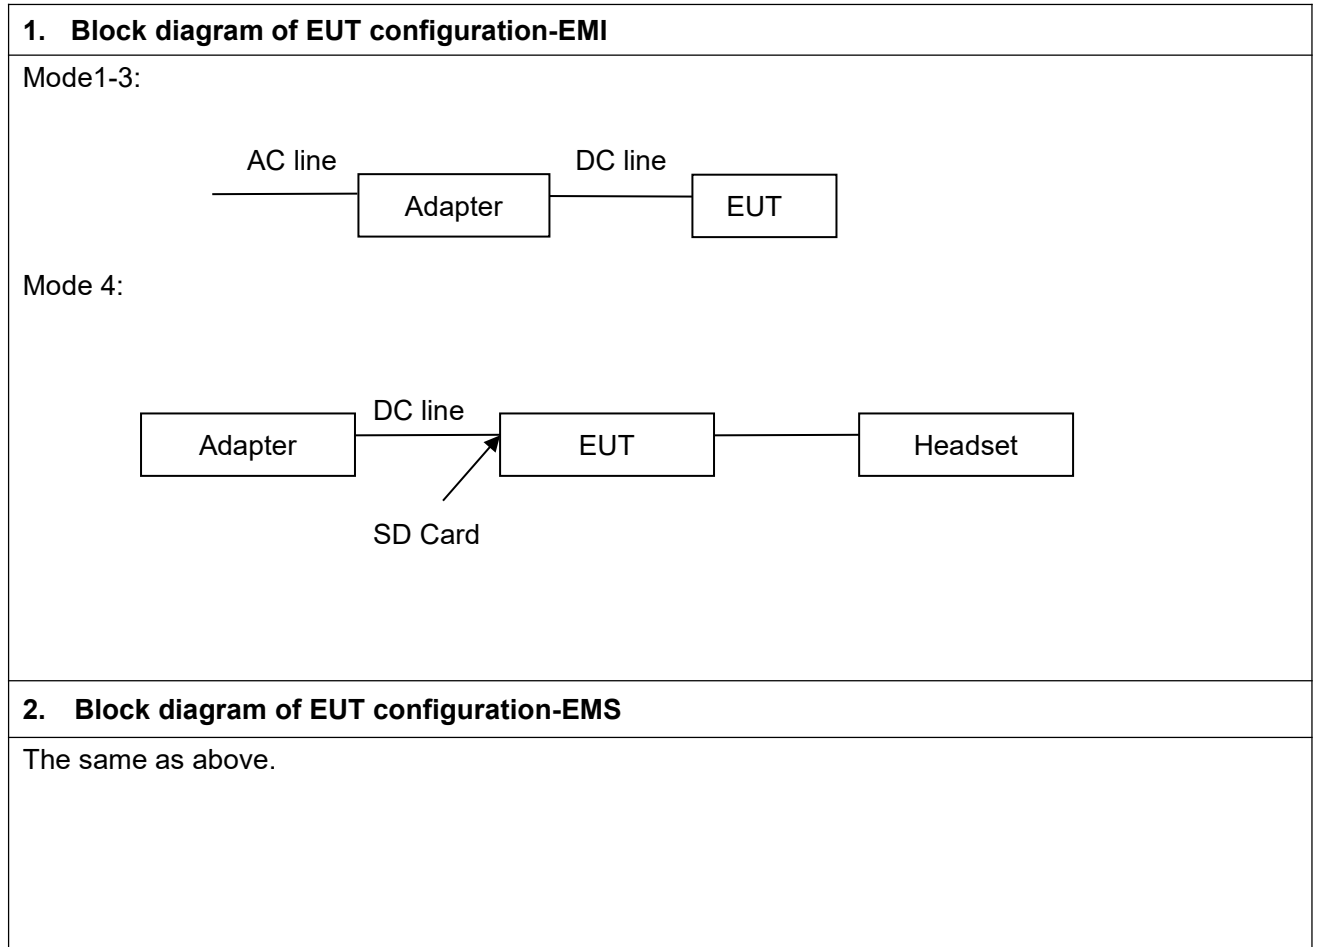 1. Block diagram of EUT configuration-EMI
Mode1-3:
AC line
DC line
Adapter
EUT
Mode 4:
DC line
Adapter
EUT
Headset
SD Card
2. Block diagram of EUT configuration-EMS
The same as above.